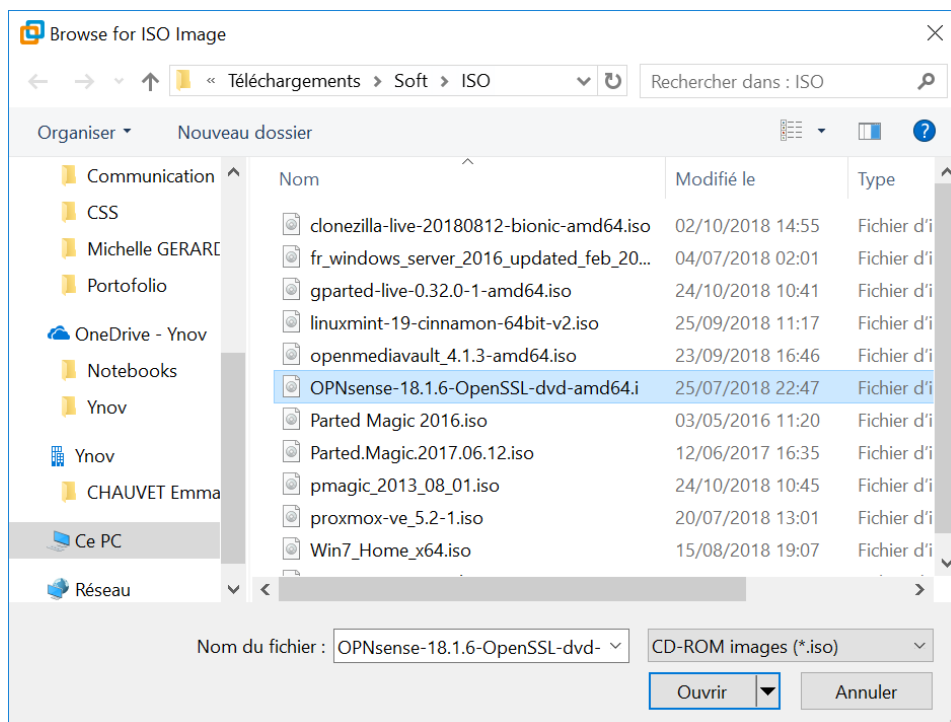 Browse for ISO Image
« Téléchargements > Soft > ISO
Rechercher dans : ISO
Organiser
Nouveau dossier
Communication
CSS
Michelle GERARD
Portofolio
OneDrive - Ynov
Notebooks
Ynov
Ynov
CHAUVET Emma
Ce PC
Réseau
Nom Modifié le Type
clonezilla-live-20180812-bionic-amd64.iso 02/10/2018 14:55 Fichier d'i
fr_windows_server_2016_updated_feb_20... 04/07/2018 02:01 Fichier d'i
gparted-live-0.32.0-1-amd64.iso 24/10/2018 10:41 Fichier d'i
linuxmint-19-cinnamon-64bit-v2.iso 25/09/2018 11:17 Fichier d'i
openmediavault_4.1.3-amd64.iso 23/09/2018 16:46 Fichier d'i
OPNsense-18.1.6-OpenSSL-dvd-amd64.i 25/07/2018 22:47 Fichier d'i
Parted Magic 2016.iso 03/05/2016 11:20 Fichier d'i
Parted.Magic.2017.06.12.iso 12/06/2017 16:35 Fichier d'i
pmagic_2013_08_01.iso 24/10/2018 10:45 Fichier d'i
proxmox-ve_5.2-1.iso 20/07/2018 13:01 Fichier d'i
Win7_Home_x64.iso 15/08/2018 19:07 Fichier d'i
Nom du fichier : OPNsense-18.1.6-OpenSSL-dvd- CD-ROM images (*.iso)
Ouvrir Annuler